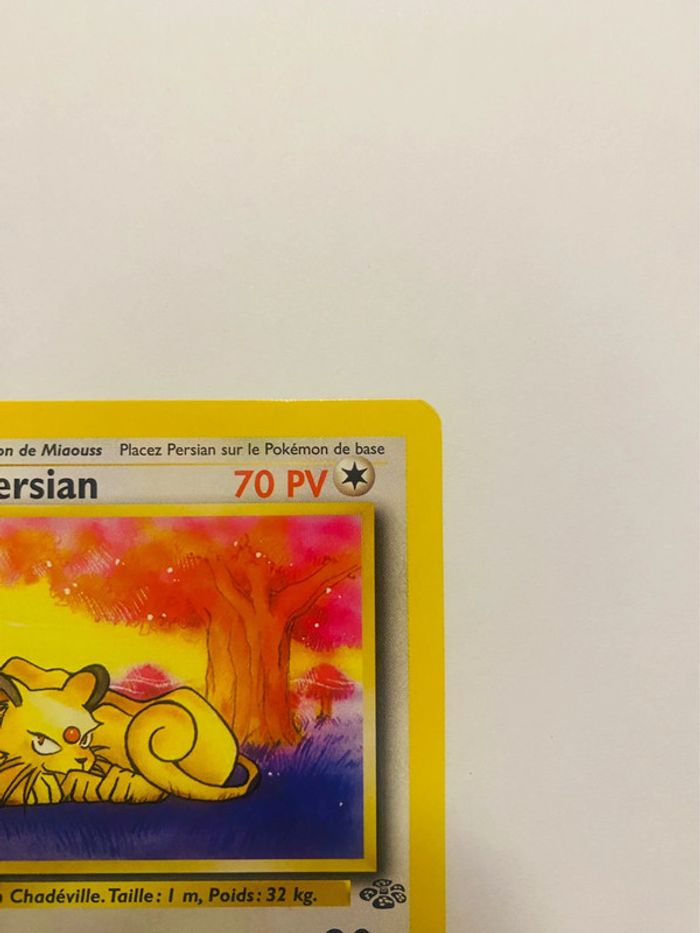 on de Miaouss Placez Persian sur le Pokémon de base
ersian 70 PV
Chadéville. Taille: 1 m, Poids: 32 kg.